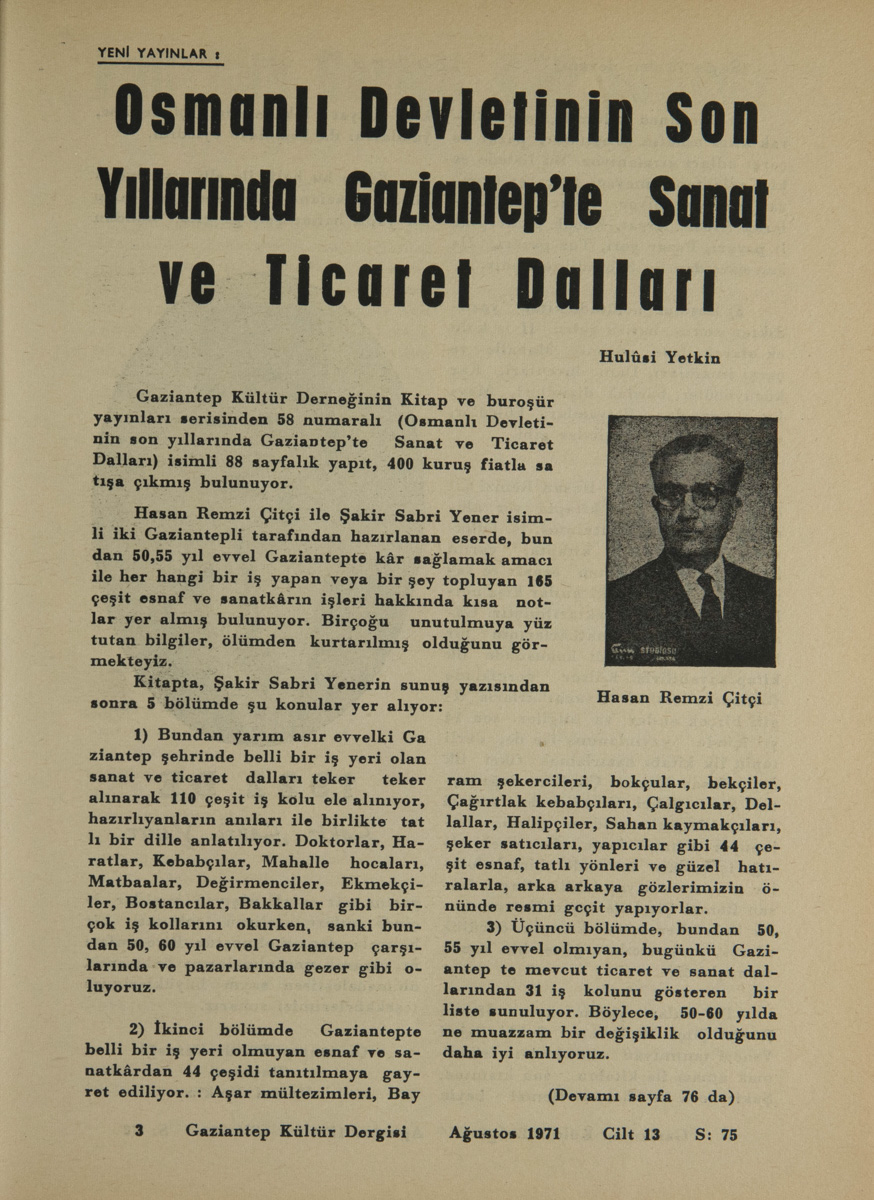 YENİ YAYINLAR :
Osmanlı Devletinin Son
Yıllarında Gaziantep'te Sanat
ve Ticaret Dalları
Hulûsi Yetkin
Gaziantep Kültür Derneğinin Kitap ve buroşür
yayınları serisinden 58 numaralı (Osmanlı Devleti-
nin son yıllarında Gaziantep'te Sanat ve Ticaret
Dalları) isimli 88 sayfalık yapıt, 400 kuruş fiatla sa
tışa çıkmış bulunuyor.
Hasan Remzi Çitçi ile Şakir Sabri Yener isim-
li iki Gaziantepli tarafından hazırlanan eserde, bun
dan 50,55 yıl evvel Gaziantepte kâr sağlamak amacı
ile her hangi bir iş yapan veya bir şey topluyan 165
çeşit esnaf ve sanatkârın işleri hakkında kısa not-
lar yer almış bulunuyor. Birçoğu unutulmuya yüz
tutan bilgiler, ölümden kurtarılmış olduğunu gör-
mekteyiz.
Kitapta, Şakir Sabri Yenerin sunuş yazısından
sonra 5 bölümde şu konular yer alıyor:
Hasan Remzi Çitçi
1) Bundan yarım asır evvelki Ga
ziantep şehrinde belli bir iş yeri olan
sanat ve ticaret dalları teker teker
alınarak 110 çeşit iş kolu ele alınıyor,
hazırlıyanların anıları ile birlikte tat
lı bir dille anlatılıyor. Doktorlar, Ha-
ratlar, Kebabçılar, Mahalle hocaları,
Matbaalar, Değirmenciler, Ekmekçi-
ler, Bostancılar, Bakkallar gibi bir-
çok iş kollarını okurken, sanki bun-
dan 50, 60 yıl evvel Gaziantep çarşı-
larında ve pazarlarında gezer gibi o-
luyoruz.
2) İkinci bölümde Gaziantepte
belli bir iş yeri olmuyan esnaf ve sa-
natkârdan 44 çeşidi tanıtılmaya gay-
ret ediliyor. : Aşar mültezimleri, Bay
ram şekercileri, bokçular, bekçiler,
Çağırtlak kebabçıları, Çalgıcılar, Del-
lallar, Halipçiler, Sahan kaymakçıları,
şeker satıcıları, yapıcılar gibi 44 çe-
şit esnaf, tatlı yönleri ve güzel hatı-
ralarla, arka arkaya gözlerimizin ö-
nünde resmi gcçit yapıyorlar.
3) Üçüncü bölümde, bundan 50,
55 yıl evvel olmıyan, bugünkü Gazi-
antep te mevcut ticaret ve sanat dal-
larından 31 iş kolunu gösteren bir
liste sunuluyor. Böylece, 50-60 yılda
ne muazzam bir değişiklik olduğunu
daha iyi anlıyoruz.
(Devamı sayfa 76 da)
3 Gaziantep Kültür Dergisi Ağustos 1971 Cilt 13 S: 75